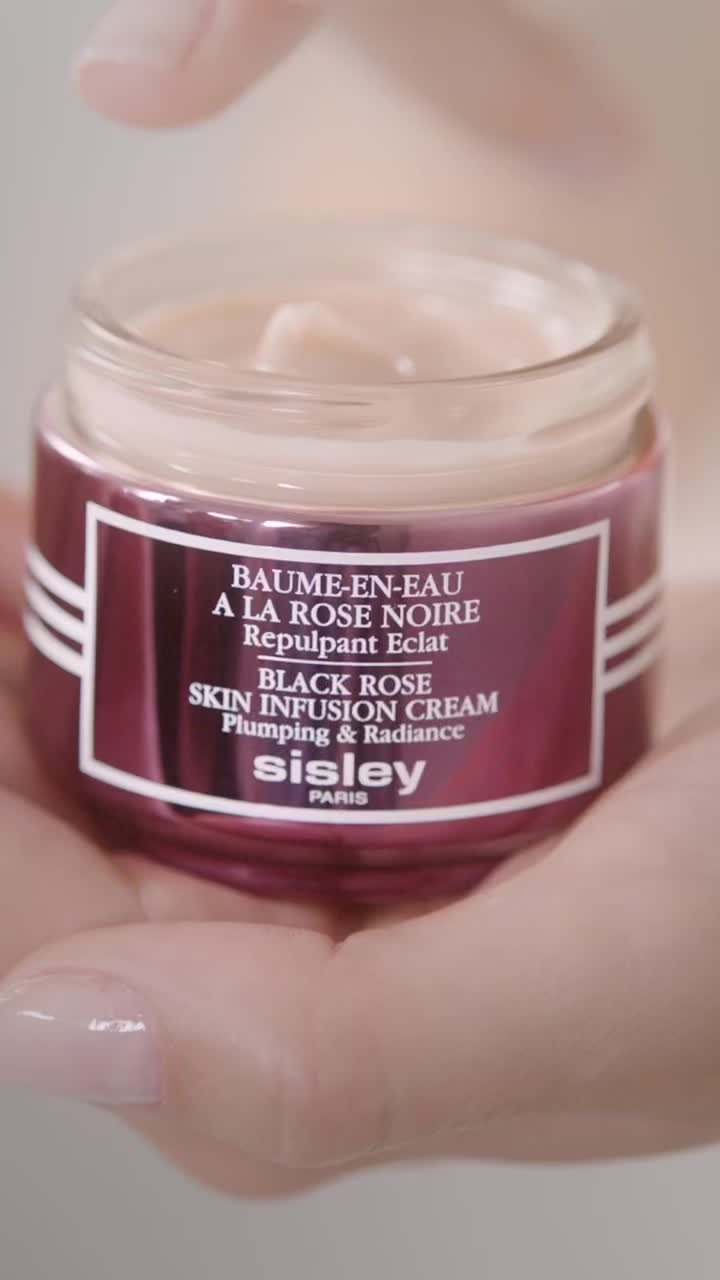 BAUME-EN-EAU
A LA ROSE NOIRE
Repulpant Eclat
BLACK ROSE
SKIN INFUSION CREAM
Plumping & Radiance
sisley
PARIS